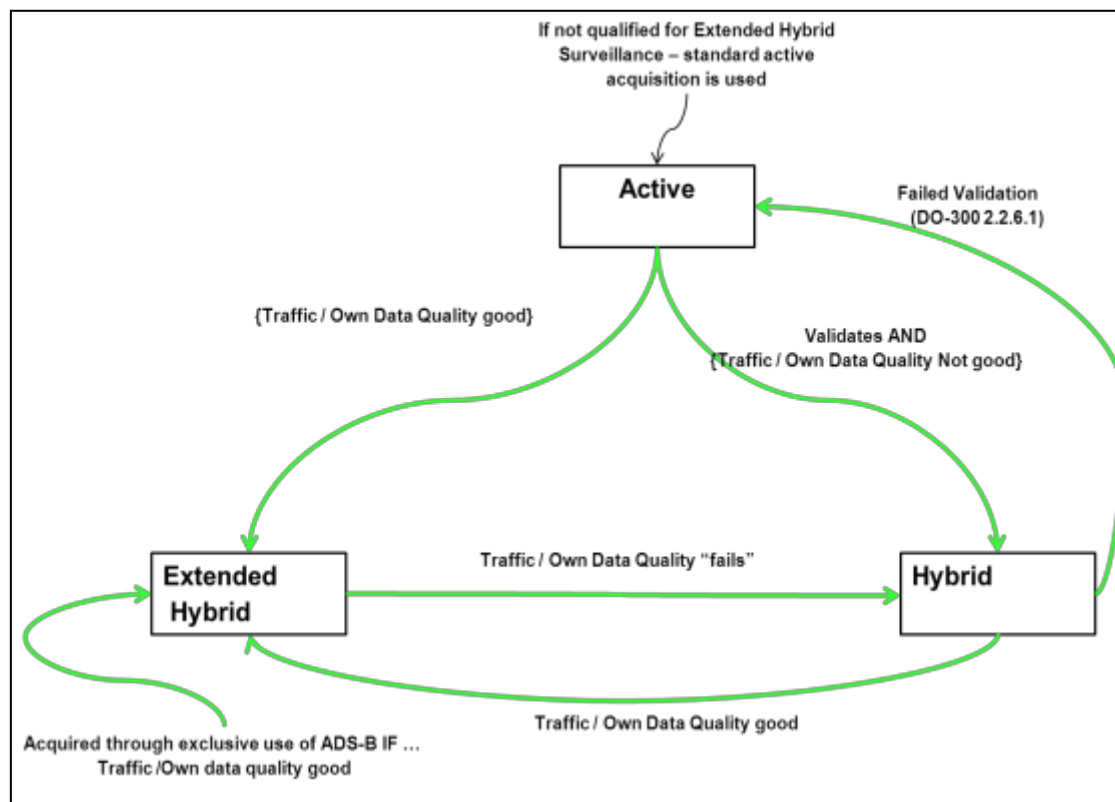 If not qualified for Extended Hybrid
Surveillance – standard active
acquisition is used
Active
Failed Validation
(DO-300 2.2.6.1)
{Traffic / Own Data Quality good}
Validates AND
{Traffic / Own Data Quality Not good}
Extended
Hybrid
Traffic / Own Data Quality “fails”
Hybrid
Traffic / Own Data Quality good
Acquired through exclusive use of ADS-B IF ...
Traffic /Own data quality good